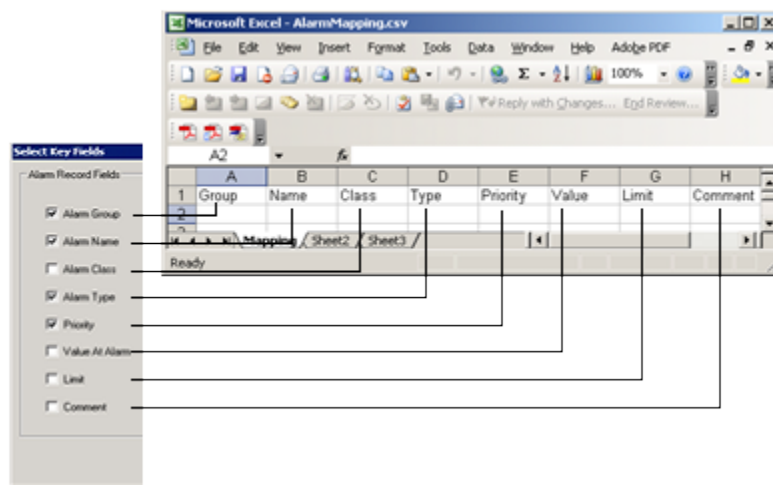 Microsoft Excel - AlarmMapping.csv
File Edit View Insert Format Tools Data Window Help Adobe PDF
100%
Reply with Changes... End Review...
A2 fx
A B C D E F G H
1 Group Name Class Type Priority Value Limit Comment
2
3
Mapping Sheet2 Sheet3
Ready
Select Key Fields
Alarm Record Fields
Alarm Group
Alarm Name
Alarm Class
Alarm Type
Priority
Value At Alarm
Limit
Comment